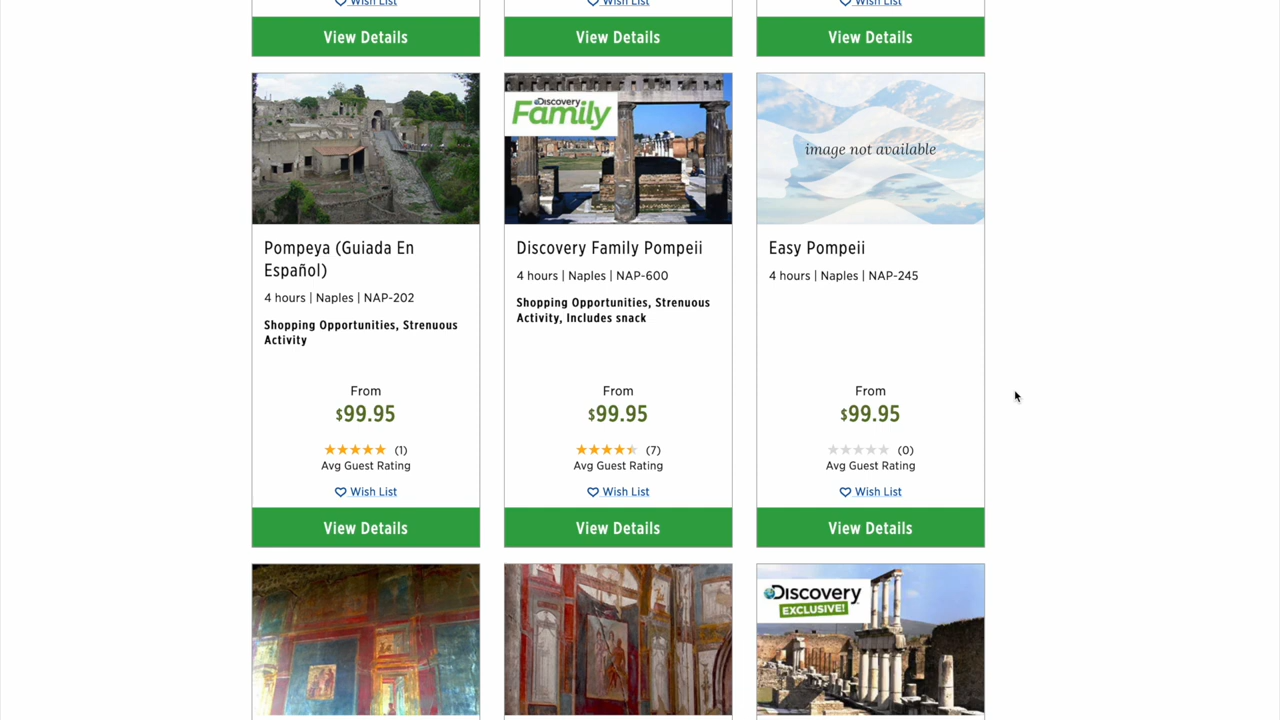 Wish List
Wish List
Wish List
View Details
View Details
View Details
Discovery
Family
image not available
Pompeya (Guiada En
Español)
4 hours | Naples | NAP-202
Shopping Opportunities, Strenuous
Activity
From
$99.95
(1)
Avg Guest Rating
Wish List
View Details
Discovery Family Pompeii
4 hours | Naples | NAP-600
Shopping Opportunities, Strenuous
Activity, Includes snack
From
$99.95
(7)
Avg Guest Rating
Wish List
View Details
Easy Pompeii
4 hours | Naples | NAP-245
From
$99.95
(0)
Avg Guest Rating
Wish List
View Details
Discovery
EXCLUSIVE!